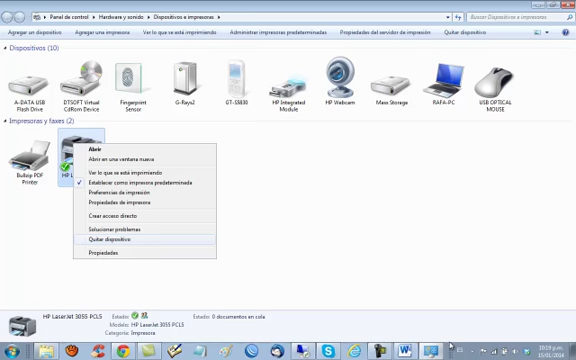 Panel de control ▸ Hardware y sonido ▸ Dispositivos e impresoras
Buscar Dispositivos e impresoras
Agregar un dispositivo Agregar una impresora Ver lo que se está imprimiendo Administrar impresoras predeterminadas Propiedades del servidor de impresión Quitar dispositivo
Dispositivos (10)
A-DATA USB Flash Drive
DTSOFT Virtual CdRom Device
Fingerprint Sensor
G-Rays2
HP Integrated Module
HP Webcam
Mass Storage
RAFA-PC
USB OPTICAL MOUSE
Impresoras y faxes (2)
Bullzip PDF Printer
Abrir
Abrir en una ventana nueva
Ver lo que se está imprimiendo
Establecer como impresora predeterminada
Preferencias de impresión
Propiedades de impresora
Crear acceso directo
Solucionar problemas
Quitar dispositivo
Propiedades
HP LaserJet 3055 PCL5 Estado: Estado: 0 documentos en cola
Modelo: HP LaserJet 3055 PCL5
Categoría: Impresora
ES
10:19 p.m.